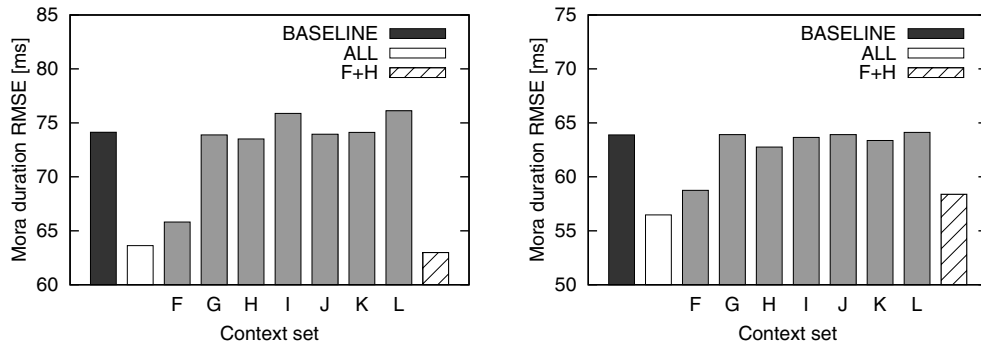 85
80
75
70
65
60
Mora duration RMSE [ms]
BASELINE
ALL
F+H
F G H I J K L
Context set
75
70
65
60
55
50
Mora duration RMSE [ms]
BASELINE
ALL
F+H
F G H I J K L
Context set